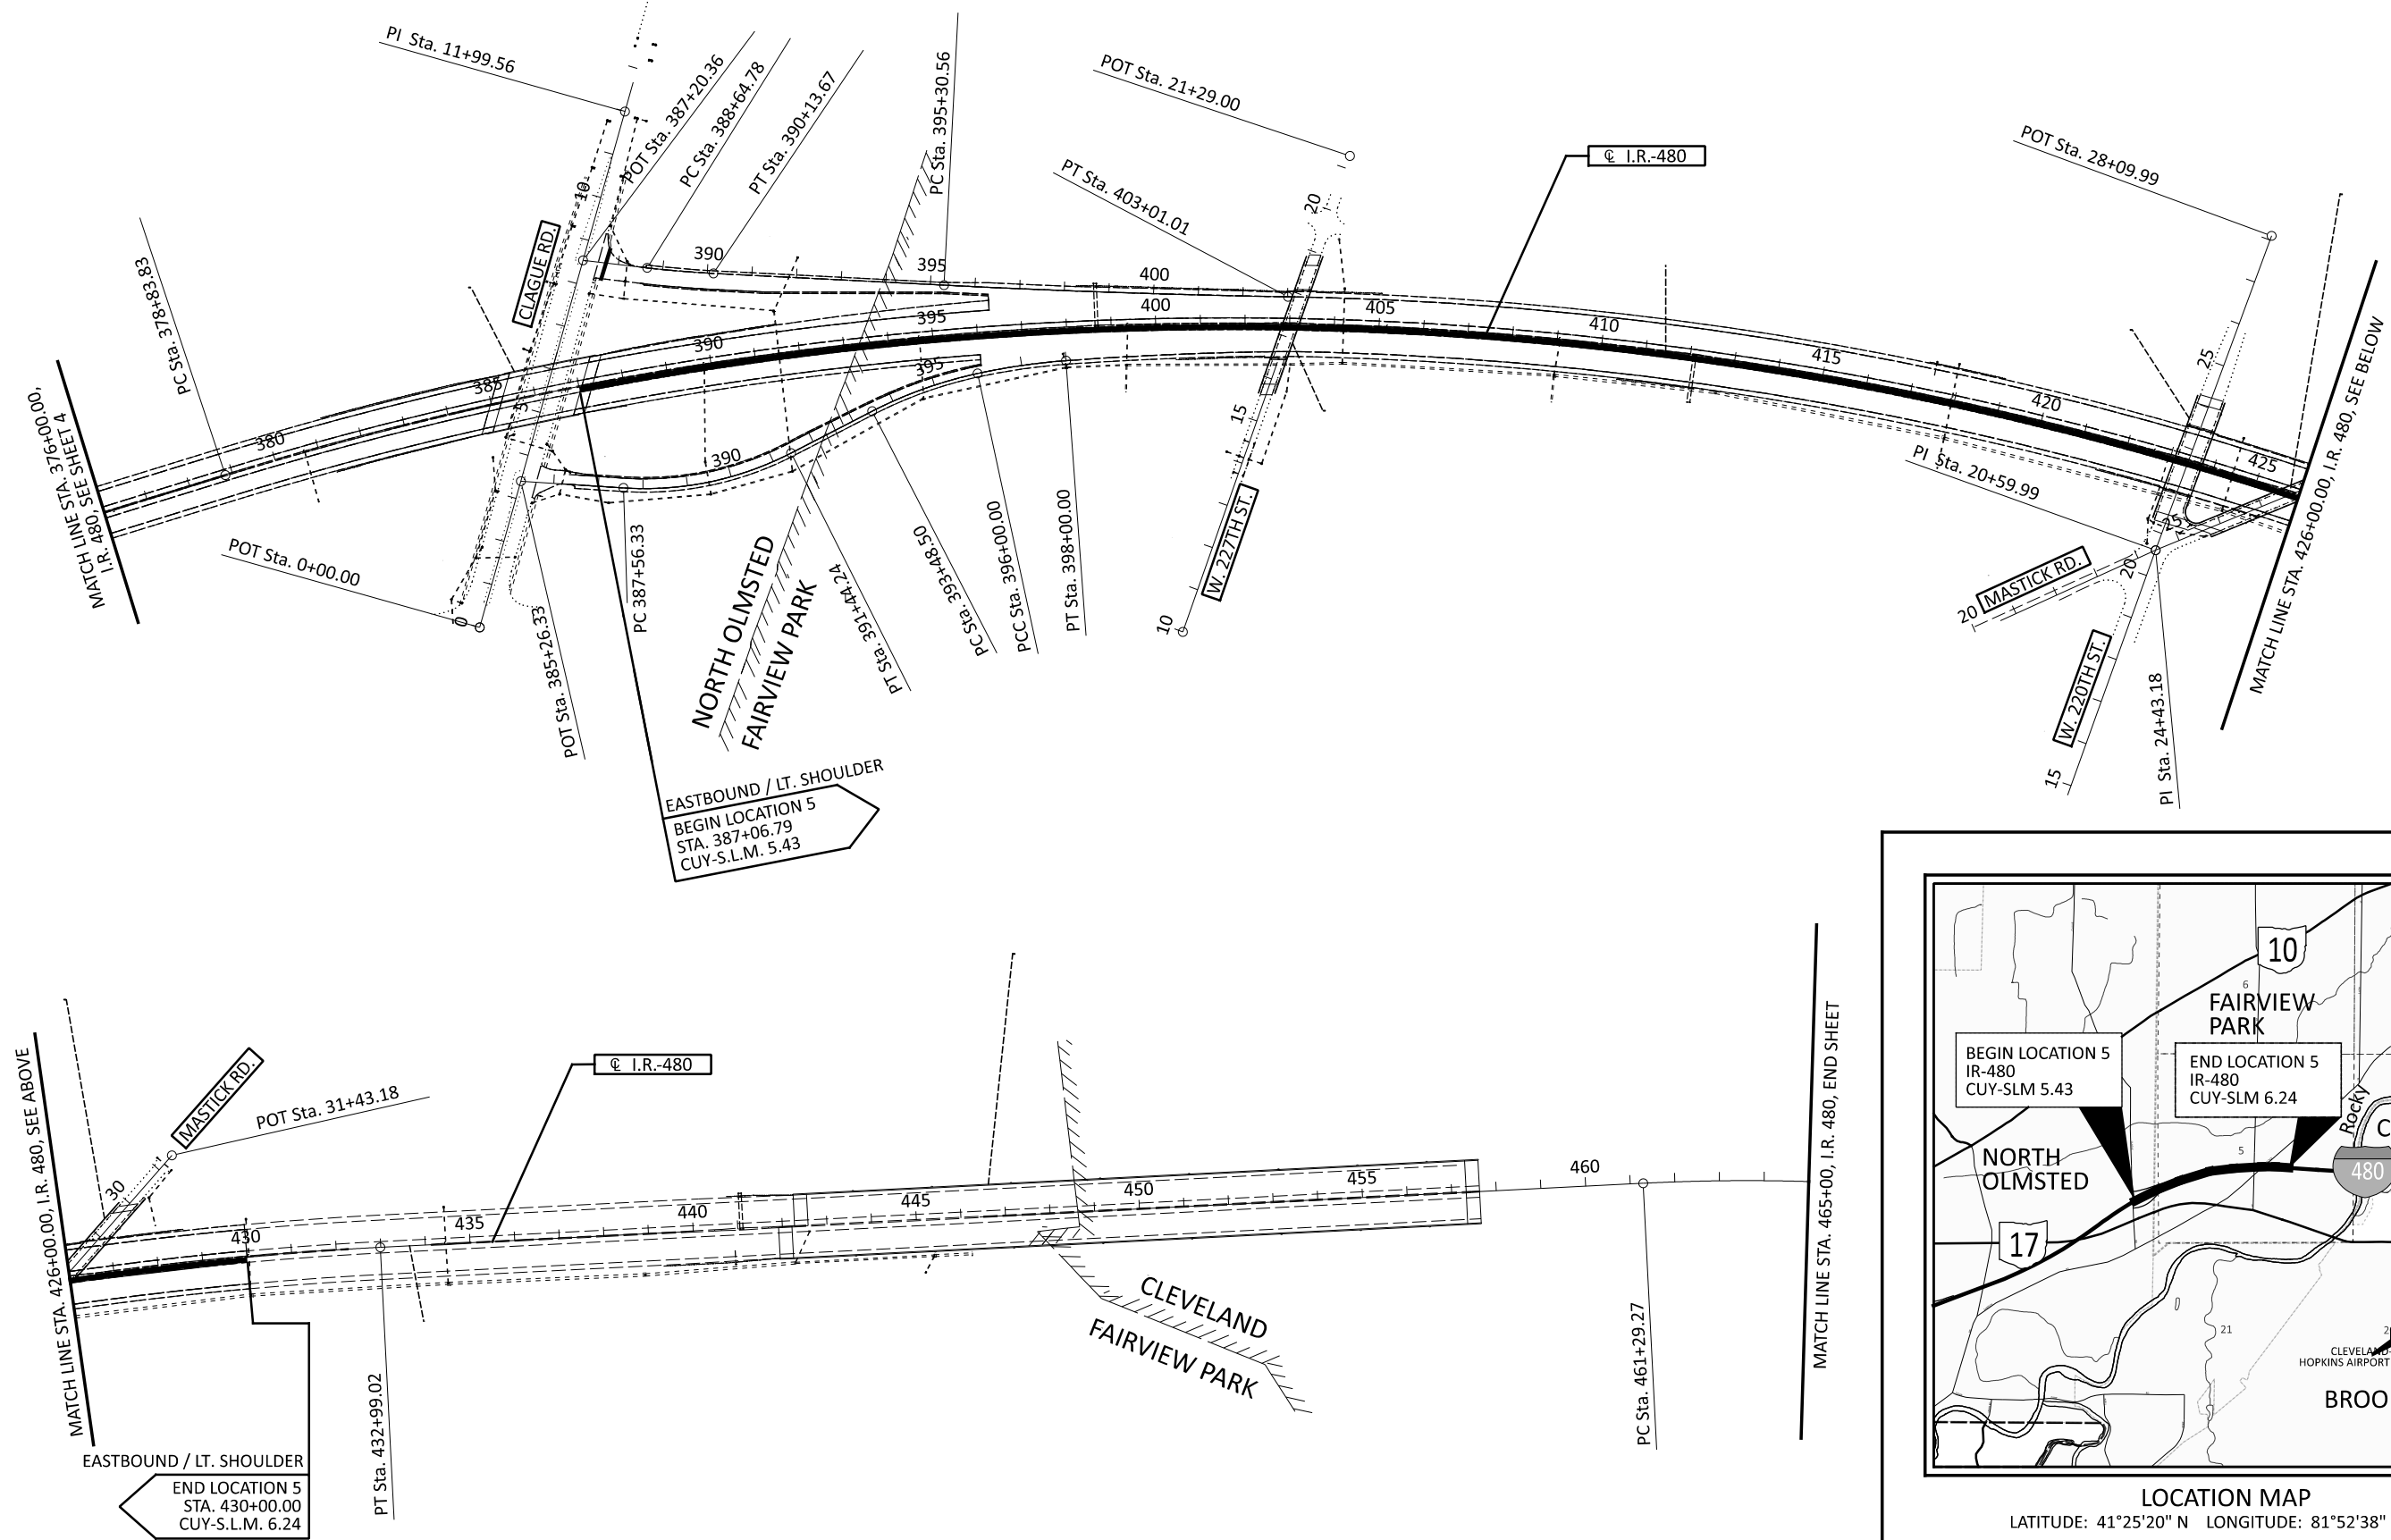 PI Sta. 11+99.56
POT Sta. 387+20.36
PC Sta. 388+64.78
PT Sta. 390+13.67
PC Sta. 395+30.56
POT Sta. 21+29.00
PT Sta. 403+01.01
℄ I.R.-480
POT Sta. 28+09.99
PC Sta. 378+83.83
CLAGUE RD.
10
10
5
0
390
395
400
20
380
385
390
395
400
405
410
415
420
425
390
395
15
10
25
20
15
25
20
MATCH LINE STA. 376+00.00,
I.R. 480, SEE SHEET 4
POT Sta. 0+00.00
POT Sta. 385+26.33
PC 387+56.33
NORTH OLMSTED
FAIRVIEW PARK
PT Sta. 391+44.24
PC Sta. 393+48.50
PCC Sta. 396+00.00
PT Sta. 398+00.00
W. 227TH ST.
PI Sta. 20+59.99
MASTICK RD.
W. 220TH ST.
PI Sta. 24+43.18
MATCH LINE STA. 426+00.00, I.R. 480, SEE BELOW
EASTBOUND / LT. SHOULDER
BEGIN LOCATION 5
STA. 387+06.79
CUY-S.L.M. 5.43
MATCH LINE STA. 426+00.00, I.R. 480, SEE ABOVE
MASTICK RD.
POT Sta. 31+43.18
30
℄ I.R.-480
430
435
440
445
450
455
460
CLEVELAND
FAIRVIEW PARK
PT Sta. 432+99.02
PC Sta. 461+29.27
MATCH LINE STA. 465+00, I.R. 480, END SHEET
EASTBOUND / LT. SHOULDER
END LOCATION 5
STA. 430+00.00
CUY-S.L.M. 6.24
10
6
FAIRVIEW
PARK
BEGIN LOCATION 5
IR-480
CUY-SLM 5.43
END LOCATION 5
IR-480
CUY-SLM 6.24
Rocky
C
5
480
NORTH
OLMSTED
17
21
2
CLEVELAND-
HOPKINS AIRPORT
BROO
LOCATION MAP
LATITUDE: 41°25'20" N LONGITUDE: 81°52'38"